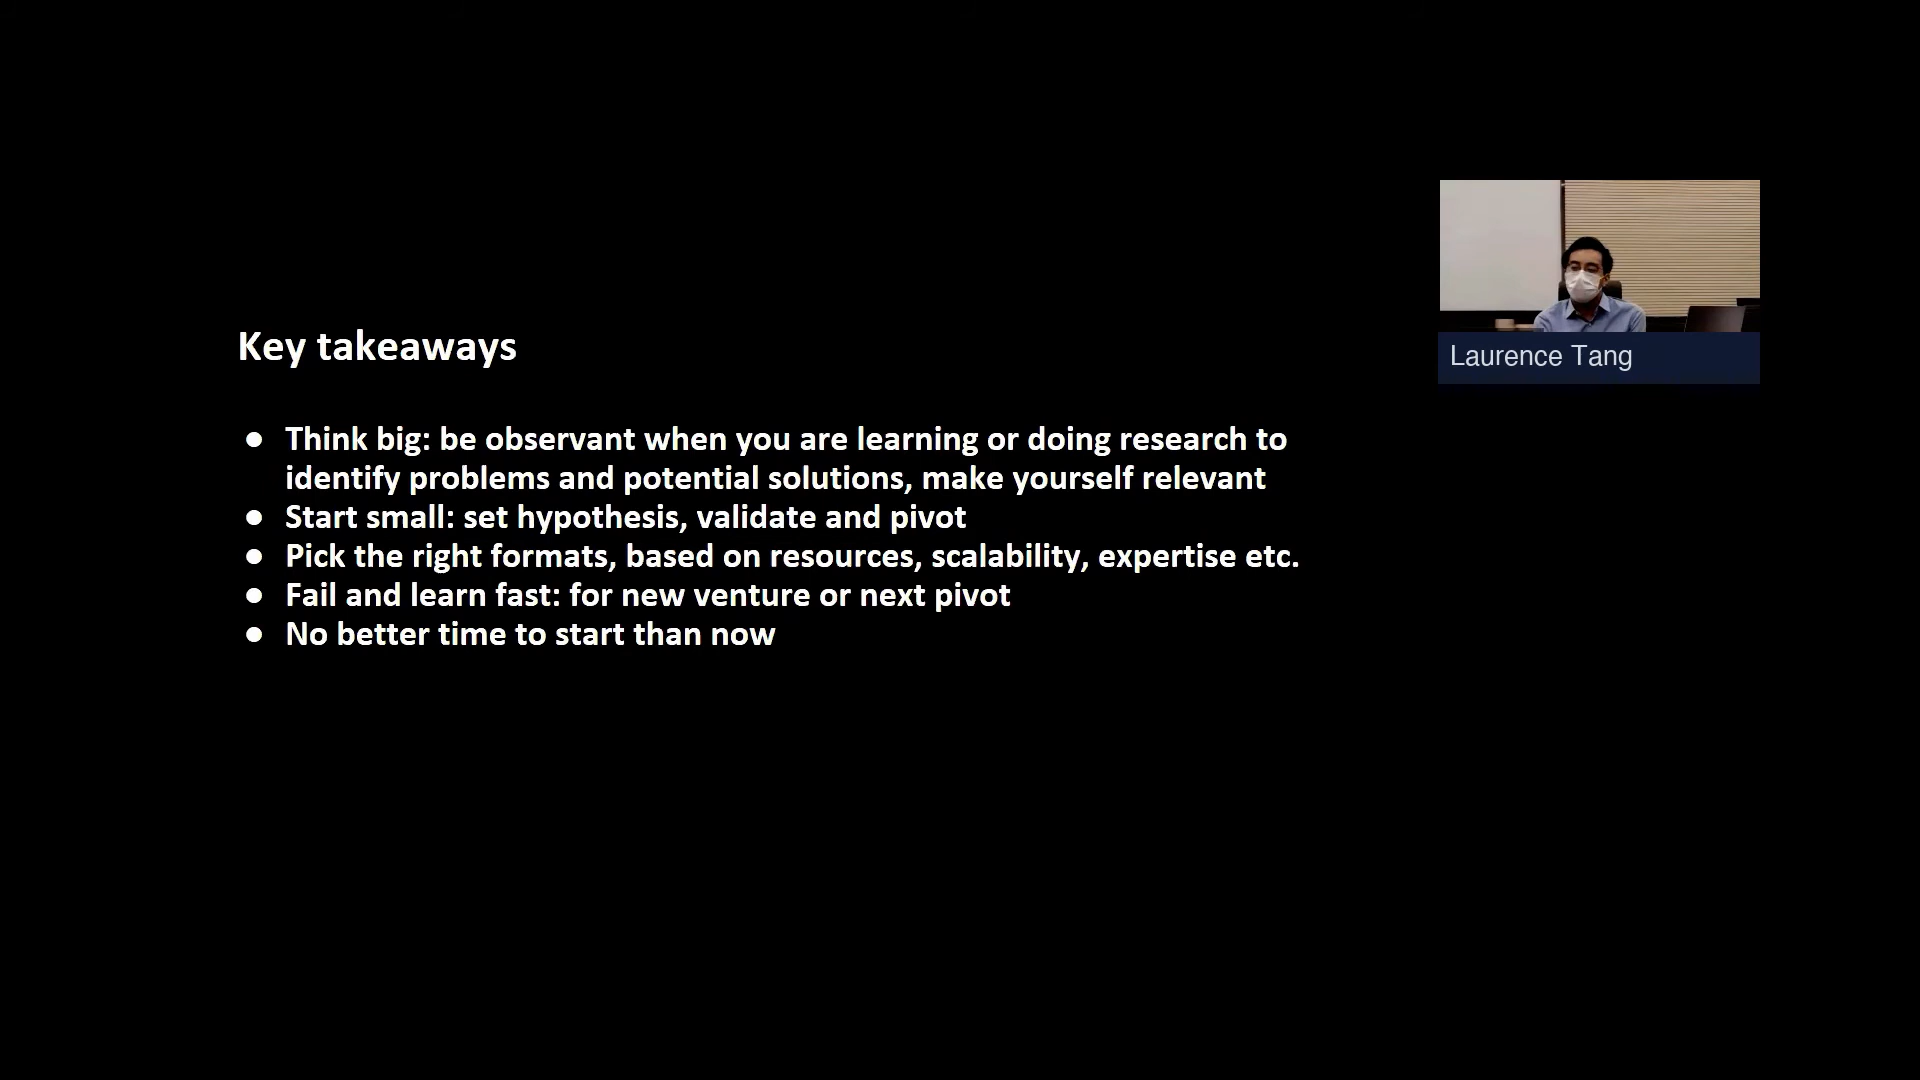 Key takeaways
● Think big: be observant when you are learning or doing research to
identify problems and potential solutions, make yourself relevant
● Start small: set hypothesis, validate and pivot
● Pick the right formats, based on resources, scalability, expertise etc.
● Fail and learn fast: for new venture or next pivot
● No better time to start than now
Laurence Tang